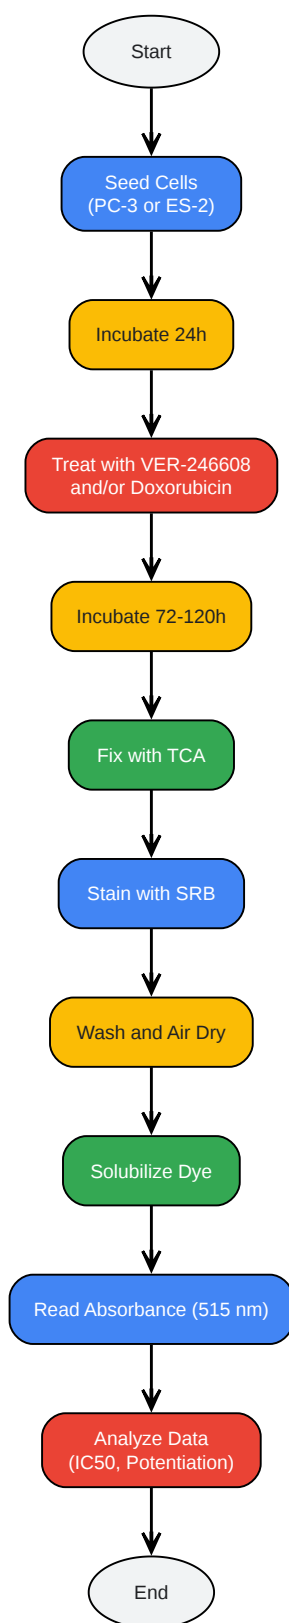 Start
Seed Cells
(PC-3 or ES-2)
Incubate 24h
Treat with VER-246608
and/or Doxorubicin
Incubate 72-120h
Fix with TCA
Stain with SRB
Wash and Air Dry
Solubilize Dye
Read Absorbance (515 nm)
Analyze Data
(IC50, Potentiation)
End